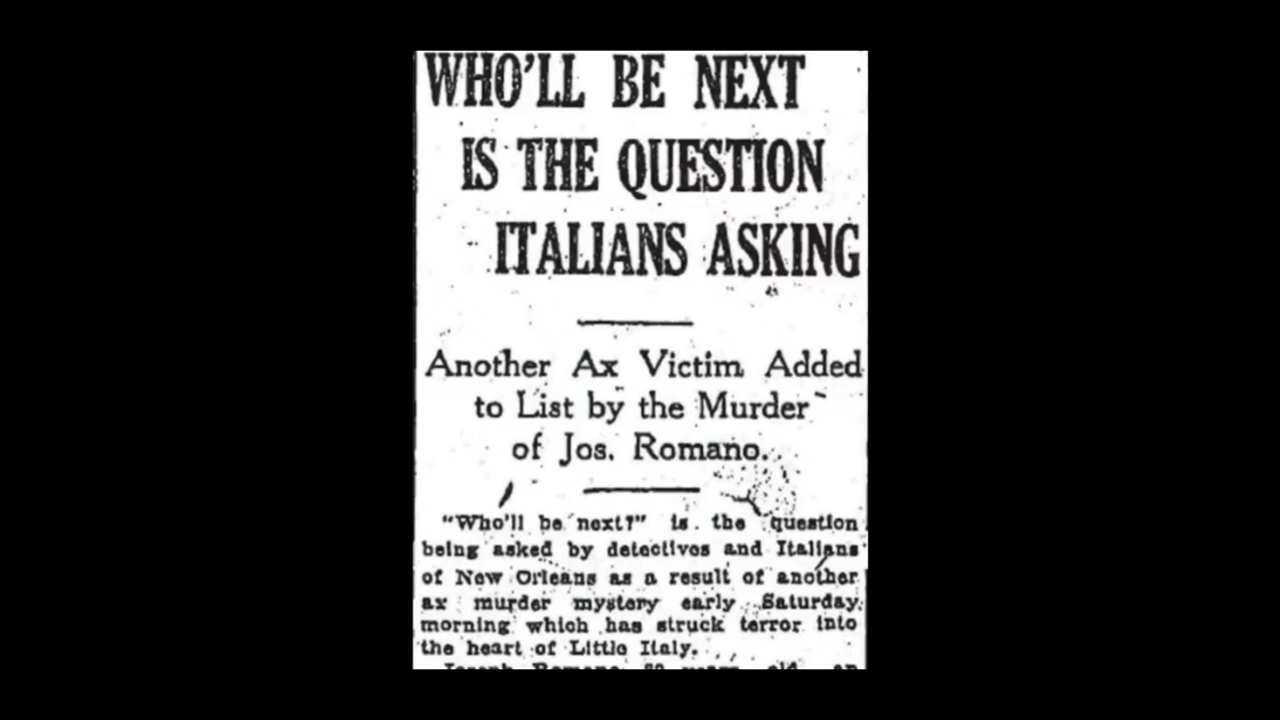 WHO'LL BE NEXT
IS THE QUESTION
ITALIANS ASKING
Another Ax Victim Added
to List by the Murder
of Jos. Romano.
"Who'll be next?" is the question
being asked by detectives and Italians
of New Orleans as a result of another
ax murder mystery early Saturday
morning which has struck terror into
the heart of Little Italy.